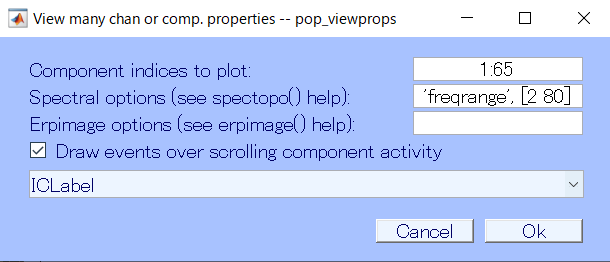 View many chan or comp. properties -- pop_viewprops
Component indices to plot: 1:65
Spectral options (see spectopo() help): 'freqrange', [2 80]
Erpimage options (see erpimage() help):
Draw events over scrolling component activity
ICLabel
Cancel Ok